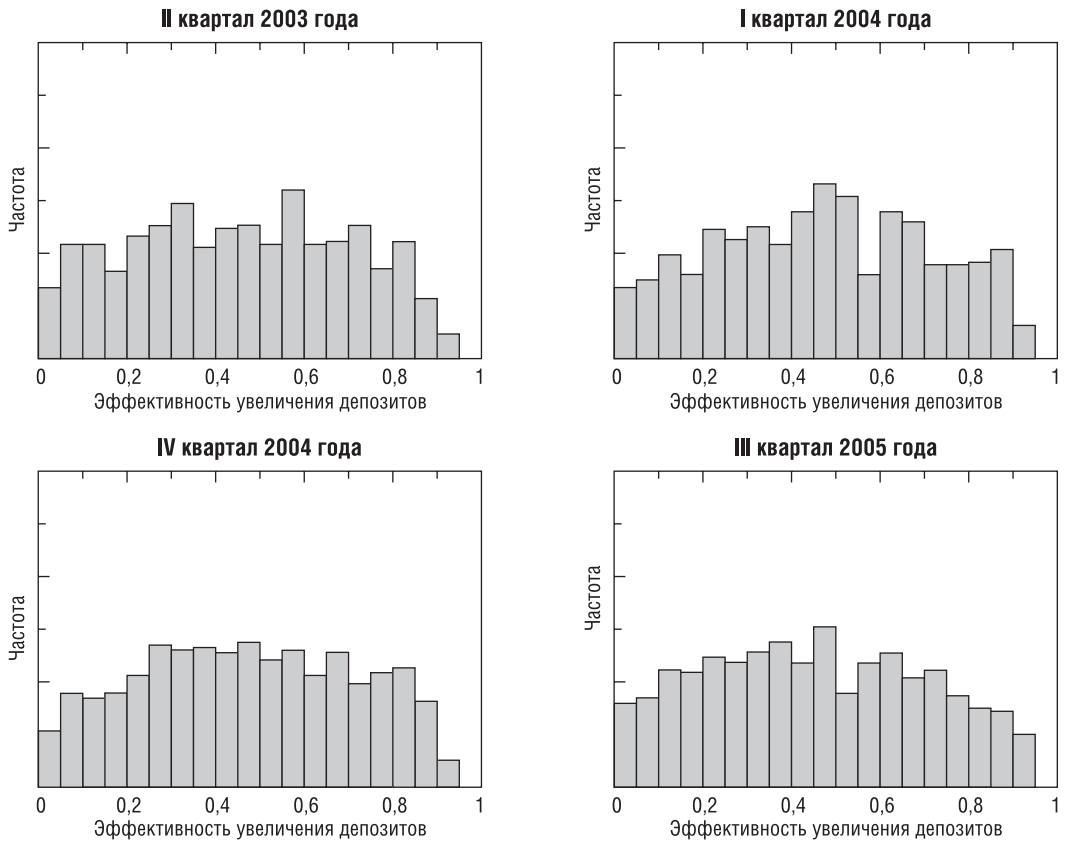 II квартал 2003 года
Частота
0 0,2 0,4 0,6 0,8 1
Эффективность увеличения депозитов
I квартал 2004 года
Частота
0 0,2 0,4 0,6 0,8 1
Эффективность увеличения депозитов
IV квартал 2004 года
Частота
0 0,2 0,4 0,6 0,8 1
Эффективность увеличения депозитов
III квартал 2005 года
Частота
0 0,2 0,4 0,6 0,8 1
Эффективность увеличения депозитов